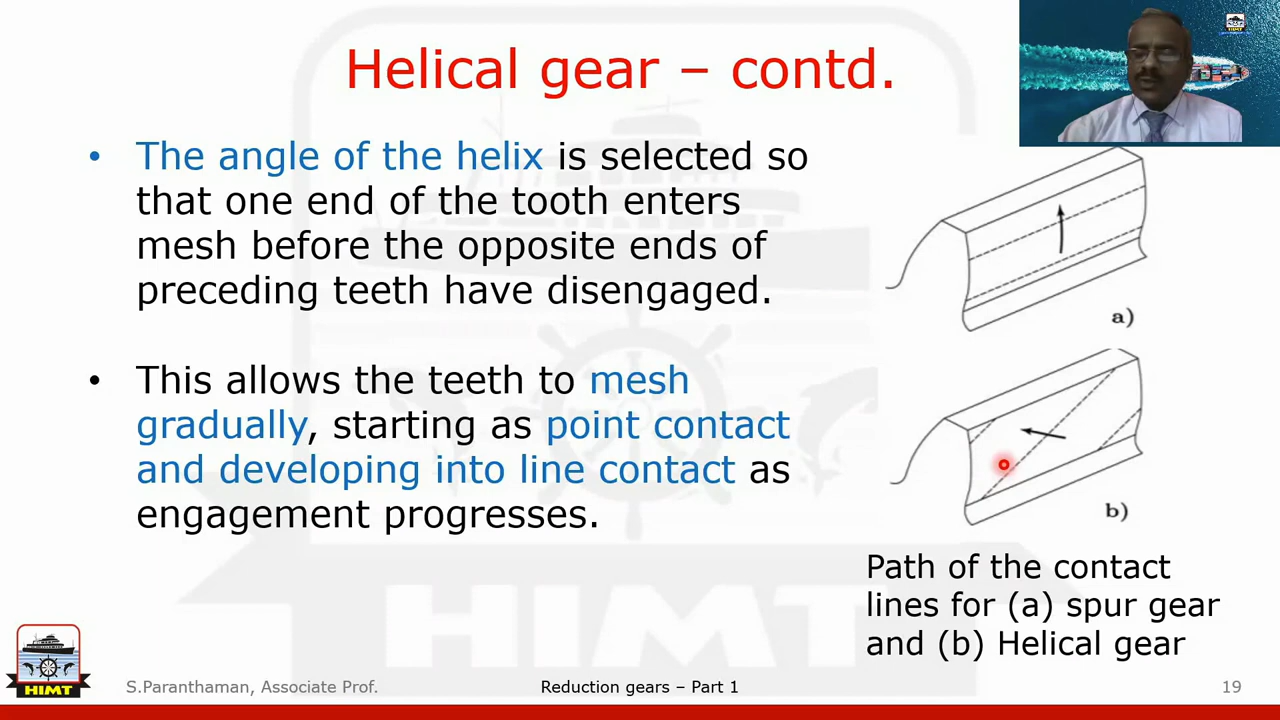 Helical gear – contd.
• The angle of the helix is selected so
that one end of the tooth enters
mesh before the opposite ends of
preceding teeth have disengaged.
• This allows the teeth to mesh
gradually, starting as point contact
and developing into line contact as
engagement progresses.
a)
b)
Path of the contact
lines for (a) spur gear
and (b) Helical gear
HIMT
HIMT
HIMT
S.Paranthaman, Associate Prof.
Reduction gears – Part 1
19